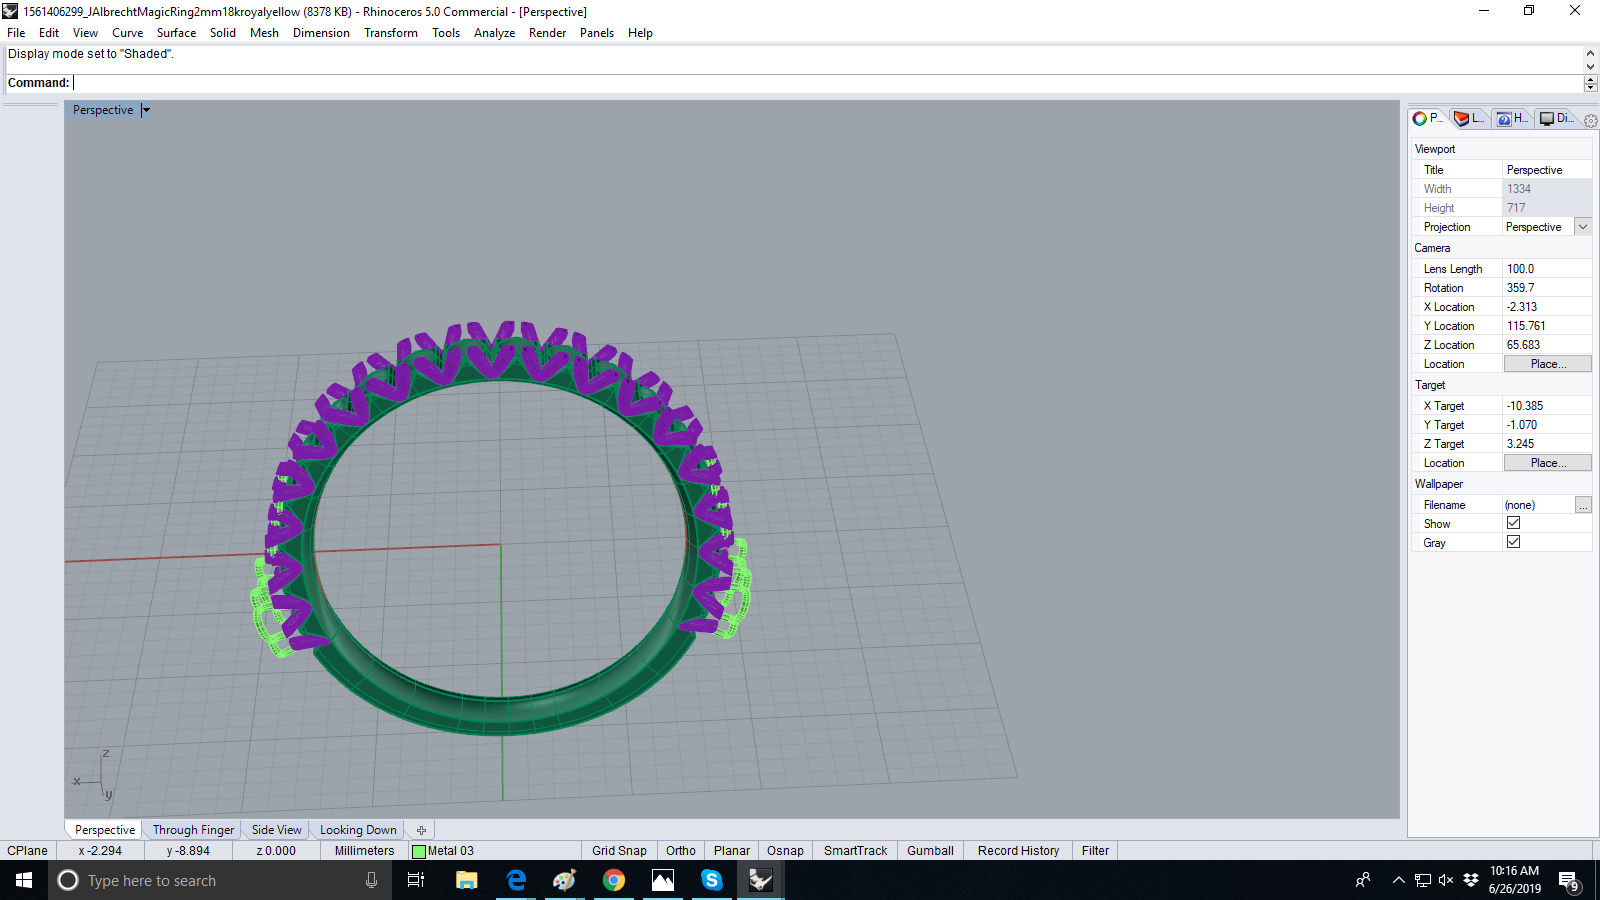 1561406299_JAlbrechtMagicRing2mm18kroyalyellow (8378 KB) - Rhinoceros 5.0 Commercial - [Perspective]
File Edit View Curve Surface Solid Mesh Dimension Transform Tools Analyze Render Panels Help
Display mode set to "Shaded".
Command:
Perspective
P... L... H... Di...
Viewport
Title Perspective
Width 1334
Height 717
Projection Perspective
Camera
Lens Length 100.0
Rotation 359.7
X Location -2.313
Y Location 115.761
Z Location 65.683
Location Place...
Target
X Target -10.385
Y Target -1.070
Z Target 3.245
Location Place...
Wallpaper
Filename (none) ...
Show
Gray
z
x
y
Perspective Through Finger Side View Looking Down
CPlane x -2.294 y -8.894 z 0.000 Millimeters Metal 03 Grid Snap Ortho Planar Osnap SmartTrack Gumball Record History Filter
Type here to search
10:16 AM
6/26/2019
9